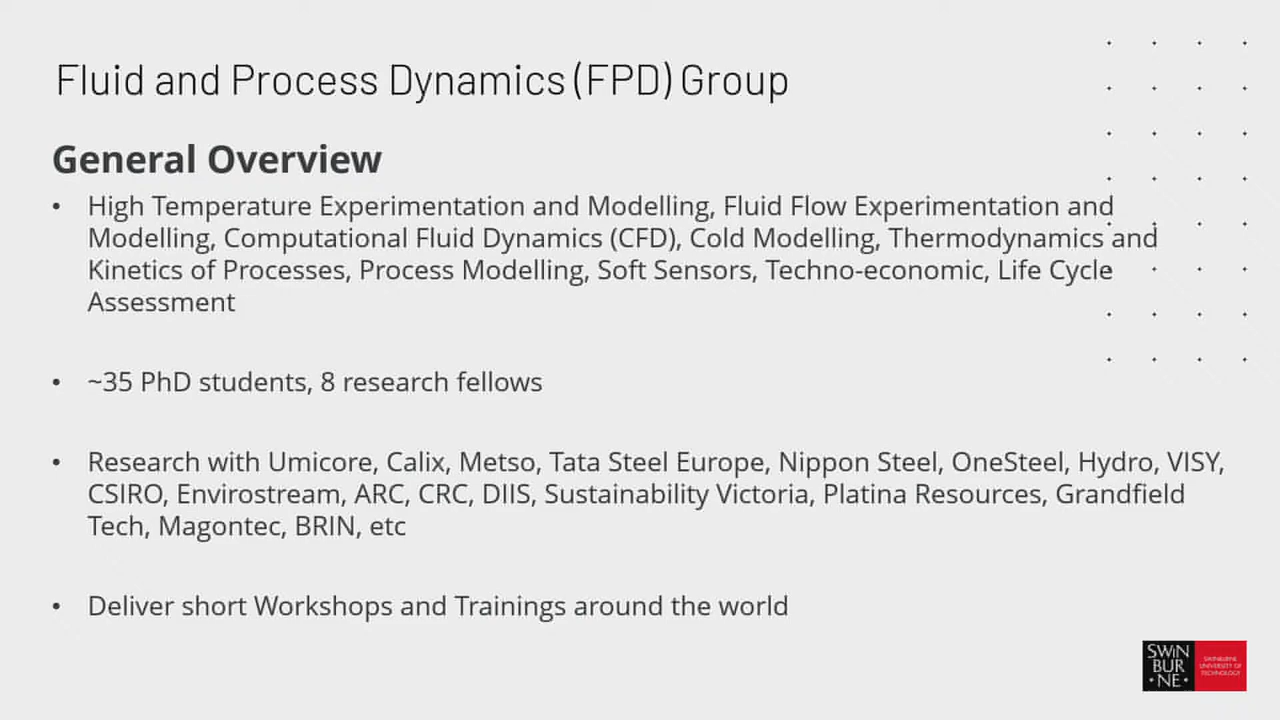 Fluid and Process Dynamics (FPD) Group
General Overview
• High Temperature Experimentation and Modelling, Fluid Flow Experimentation and
Modelling, Computational Fluid Dynamics (CFD), Cold Modelling, Thermodynamics and
Kinetics of Processes, Process Modelling, Soft Sensors, Techno-economic, Life Cycle
Assessment
• ~35 PhD students, 8 research fellows
• Research with Umicore, Calix, Metso, Tata Steel Europe, Nippon Steel, OneSteel, Hydro, VISY,
CSIRO, Envirostream, ARC, CRC, DIIS, Sustainability Victoria, Platina Resources, Grandfield
Tech, Magontec, BRIN, etc
• Deliver short Workshops and Trainings around the world
SWIN
BUR
• NE •
SWINBURNE
UNIVERSITY OF
TECHNOLOGY